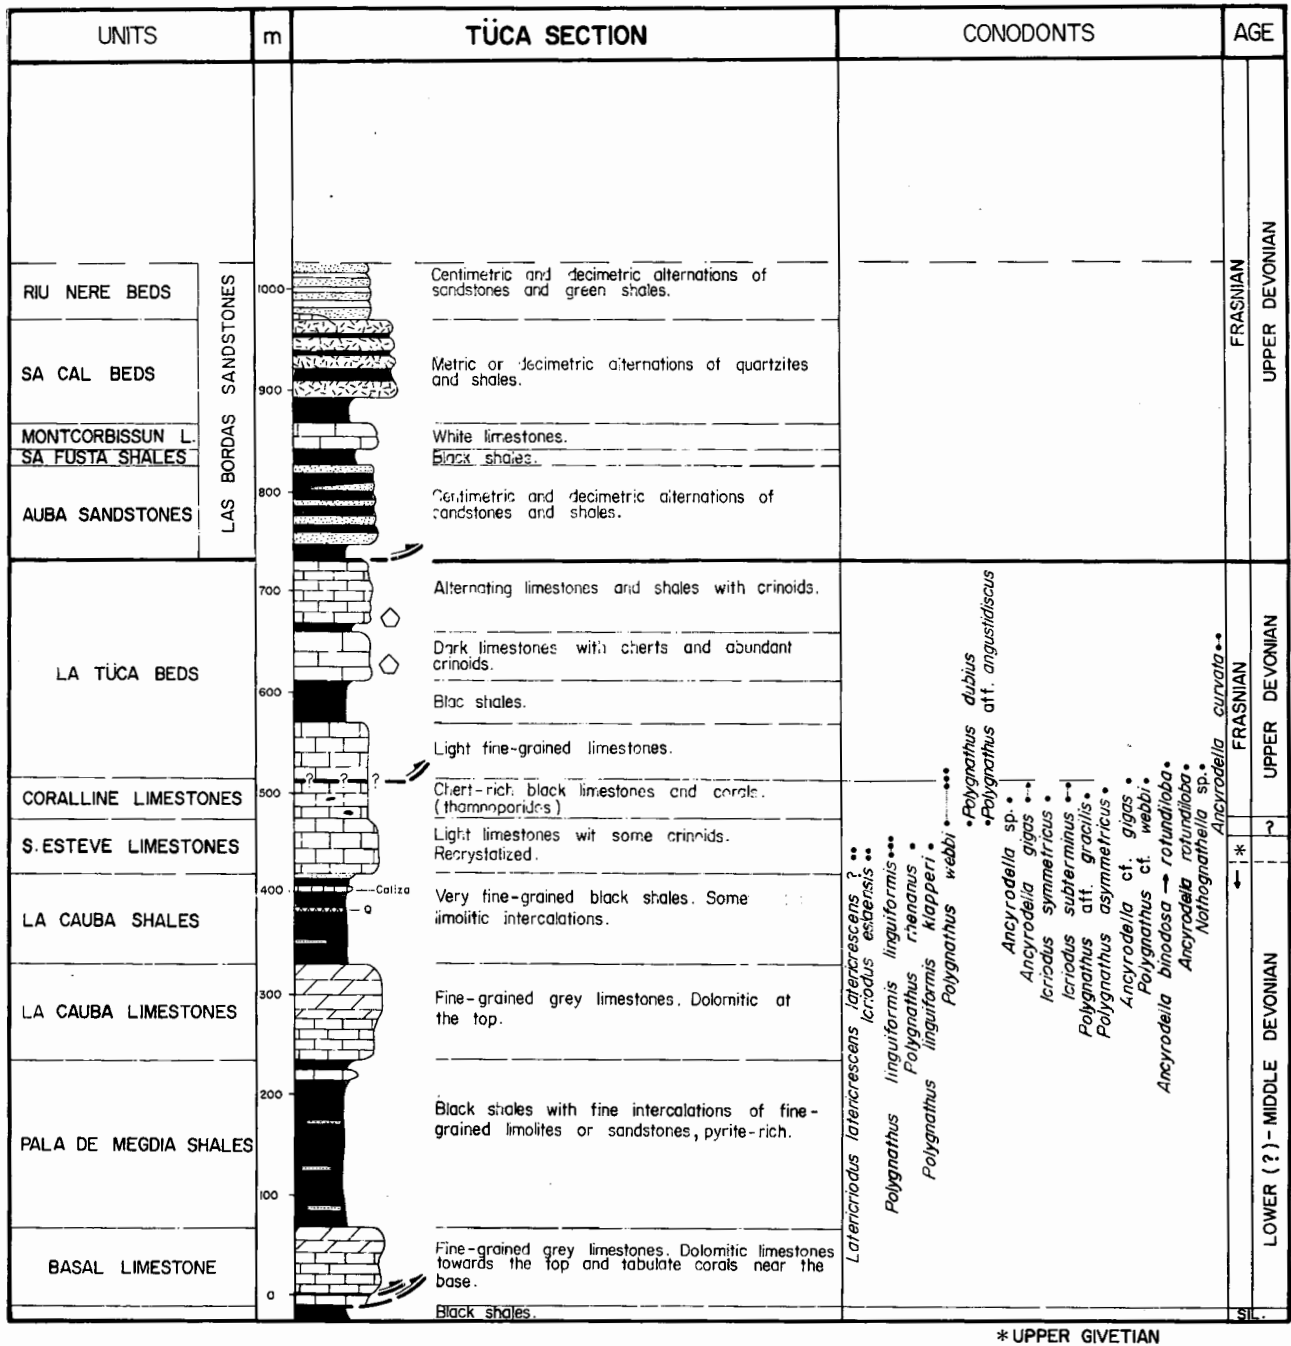 UNITS
m
TÜCA SECTION
CONODONTS
AGE
RIU NERE BEDS
SA CAL BEDS
MONTCORBISSUN L.
SA FUSTA SHALES
AUBA SANDSTONES
LAS BORDAS SANDSTONES
LA TÜCA BEDS
CORALLINE LIMESTONES
S. ESTEVE LIMESTONES
LA CAUBA SHALES
LA CAUBA LIMESTONES
PALA DE MEGDIA SHALES
BASAL LIMESTONE
1000
900
800
700
600
500
400
300
200
100
0
? ? ?
Caliza
Q
Centimetric and decimetric alternations of
sandstones and green shales.
Metric or decimetric alternations of quartzites
and shales.
White limestones.
Black shales.
Centimetric and decimetric alternations of
sandstones and shales.
Alternating limestones and shales with crinoids.
Dark limestones with cherts and abundant
crinoids.
Blac shales.
Light fine-grained limestones.
Chert-rich black limestones and corals.
(thamnoporides)
Light limestones wit some crinoids.
Recrystalized.
Very fine-grained black shales. Some
limolitic intercalations.
Fine-grained grey limestones. Dolomitic at
the top.
Black shales with fine intercalations of fine-
grained limolites or sandstones, pyrite-rich.
Fine-grained grey limestones. Dolomitic limestones
towards the top and tabulate corals near the
base.
Black shales.
Latericriodus latericrescens latericrescens ?
Icriodus eslaensis
Polygnathus linguiformis linguiformis
Polygnathus rhenanus
Polygnathus linguiformis klapperi
Polygnathus webbi
Polygnathus dubius
Polygnathus aff. angustidiscus
Ancyrodella sp.
Ancyrodella gigas
Icriodus symmetricus
Icriodus subterminus
Polygnathus aff. gracilis
Polygnathus asymmetricus
Ancyrodella cf. gigas
Polygnathus cf. webbi
Ancyrodella binodosa → rotundiloba
Ancyrodella rotundiloba
Nothognathella sp.
Ancyrodella curvata
FRASNIAN
UPPER DEVONIAN
← FRASNIAN
UPPER DEVONIAN
?
← *
LOWER (?) - MIDDLE DEVONIAN
SIL.
* UPPER GIVETIAN